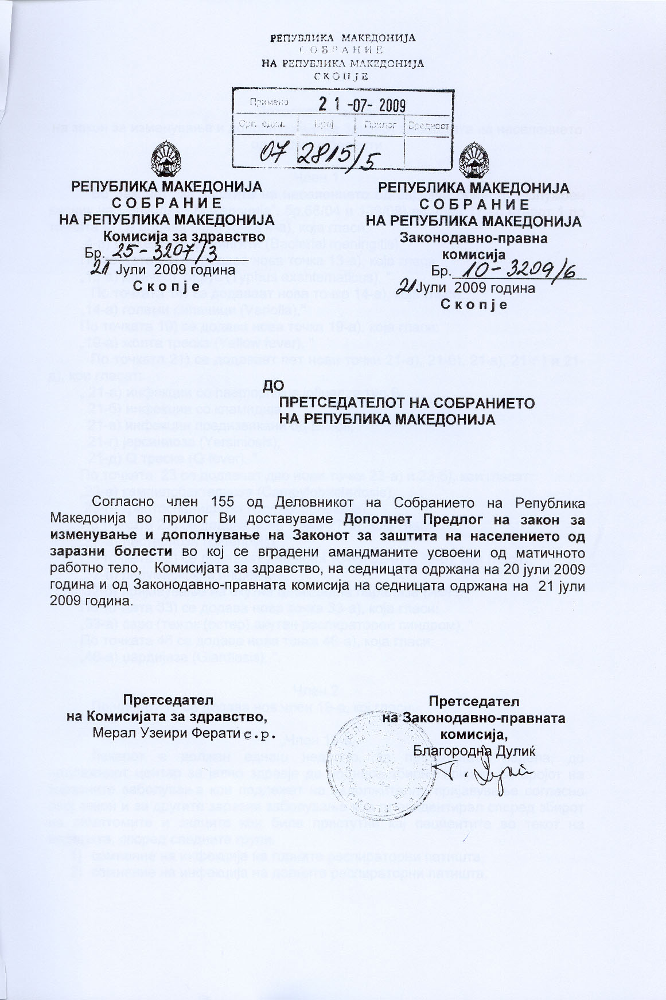 РЕПУБЛИКА МАКЕДОНИЈА
СОБРАНИЕ
НА РЕПУБЛИКА МАКЕДОНИЈА
СКОПЈЕ
Примено 21-07-2009
Орг. един. Број Прилог Вредност
07 2815/5
РЕПУБЛИКА МАКЕДОНИЈА
СОБРАНИЕ
НА РЕПУБЛИКА МАКЕДОНИЈА
Комисија за здравство
Бр. 25-3207/3
21 Јули 2009 година
Скопје
РЕПУБЛИКА МАКЕДОНИЈА
СОБРАНИЕ
НА РЕПУБЛИКА МАКЕДОНИЈА
Законодавно-правна
комисија
Бр. 10-3209/6
21 Јули 2009 година
Скопје
ДО
ПРЕТСЕДАТЕЛОТ НА СОБРАНИЕТО
НА РЕПУБЛИКА МАКЕДОНИЈА
Согласно член 155 од Деловникот на Собранието на Република
Македонија во прилог Ви доставуваме Дополнет Предлог на закон за
изменување и дополнување на Законот за заштита на населението од
заразни болести во кој се вградени амандманите усвоени од матичното
работно тело, Комисијата за здравство, на седницата одржана на 20 јули 2009
година и од Законодавно-правната комисија на седницата одржана на 21 јули
2009 година.
Претседател
на Комисијата за здравство,
Мерал Узеири Ферати с.р.
Претседател
на Законодавно-правната
комисија,
Благородна Дулиќ